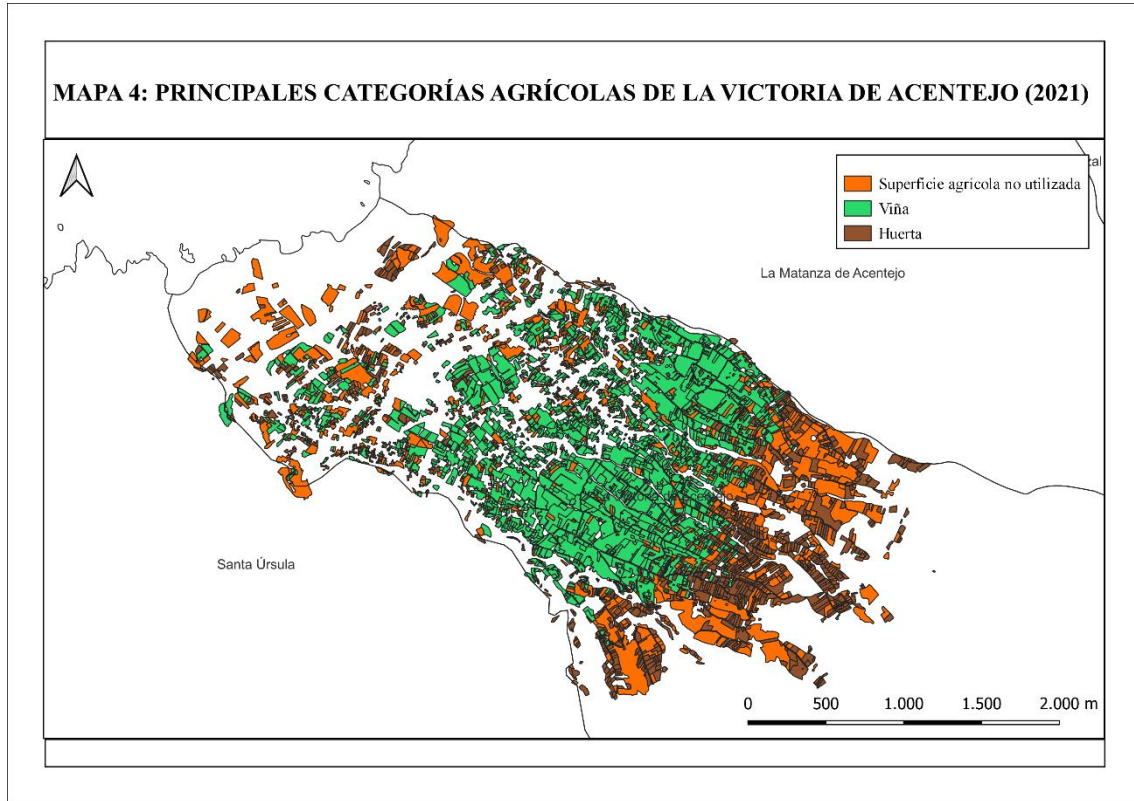 MAPA 4: PRINCIPALES CATEGORÍAS AGRÍCOLAS DE LA VICTORIA DE ACENTEJO (2021)
zal
Superficie agrícola no utilizada
Viña
Huerta
La Matanza de Acentejo
Santa Úrsula
0 500 1.000 1.500 2.000 m